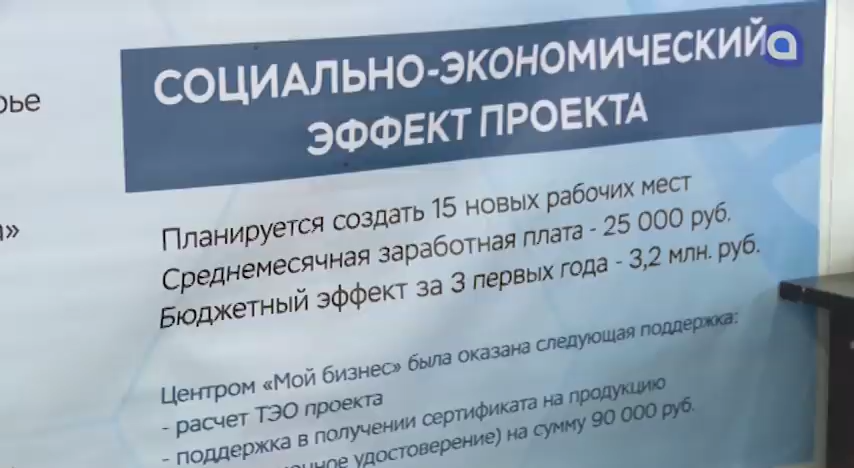 СОЦИАЛЬНО-ЭКОНОМИЧЕСКИЙ
ЭФФЕКТ ПРОЕКТА
Планируется создать 15 новых рабочих мест
Среднемесячная заработная плата - 25 000 руб.
Бюджетный эффект за 3 первых года - 3,2 млн. руб.
Центром «Мой бизнес» была оказана следующая поддержка:
- расчет ТЭО проекта
- поддержка в получении сертификата на продукцию
удостоверение) на сумму 90 000 руб.